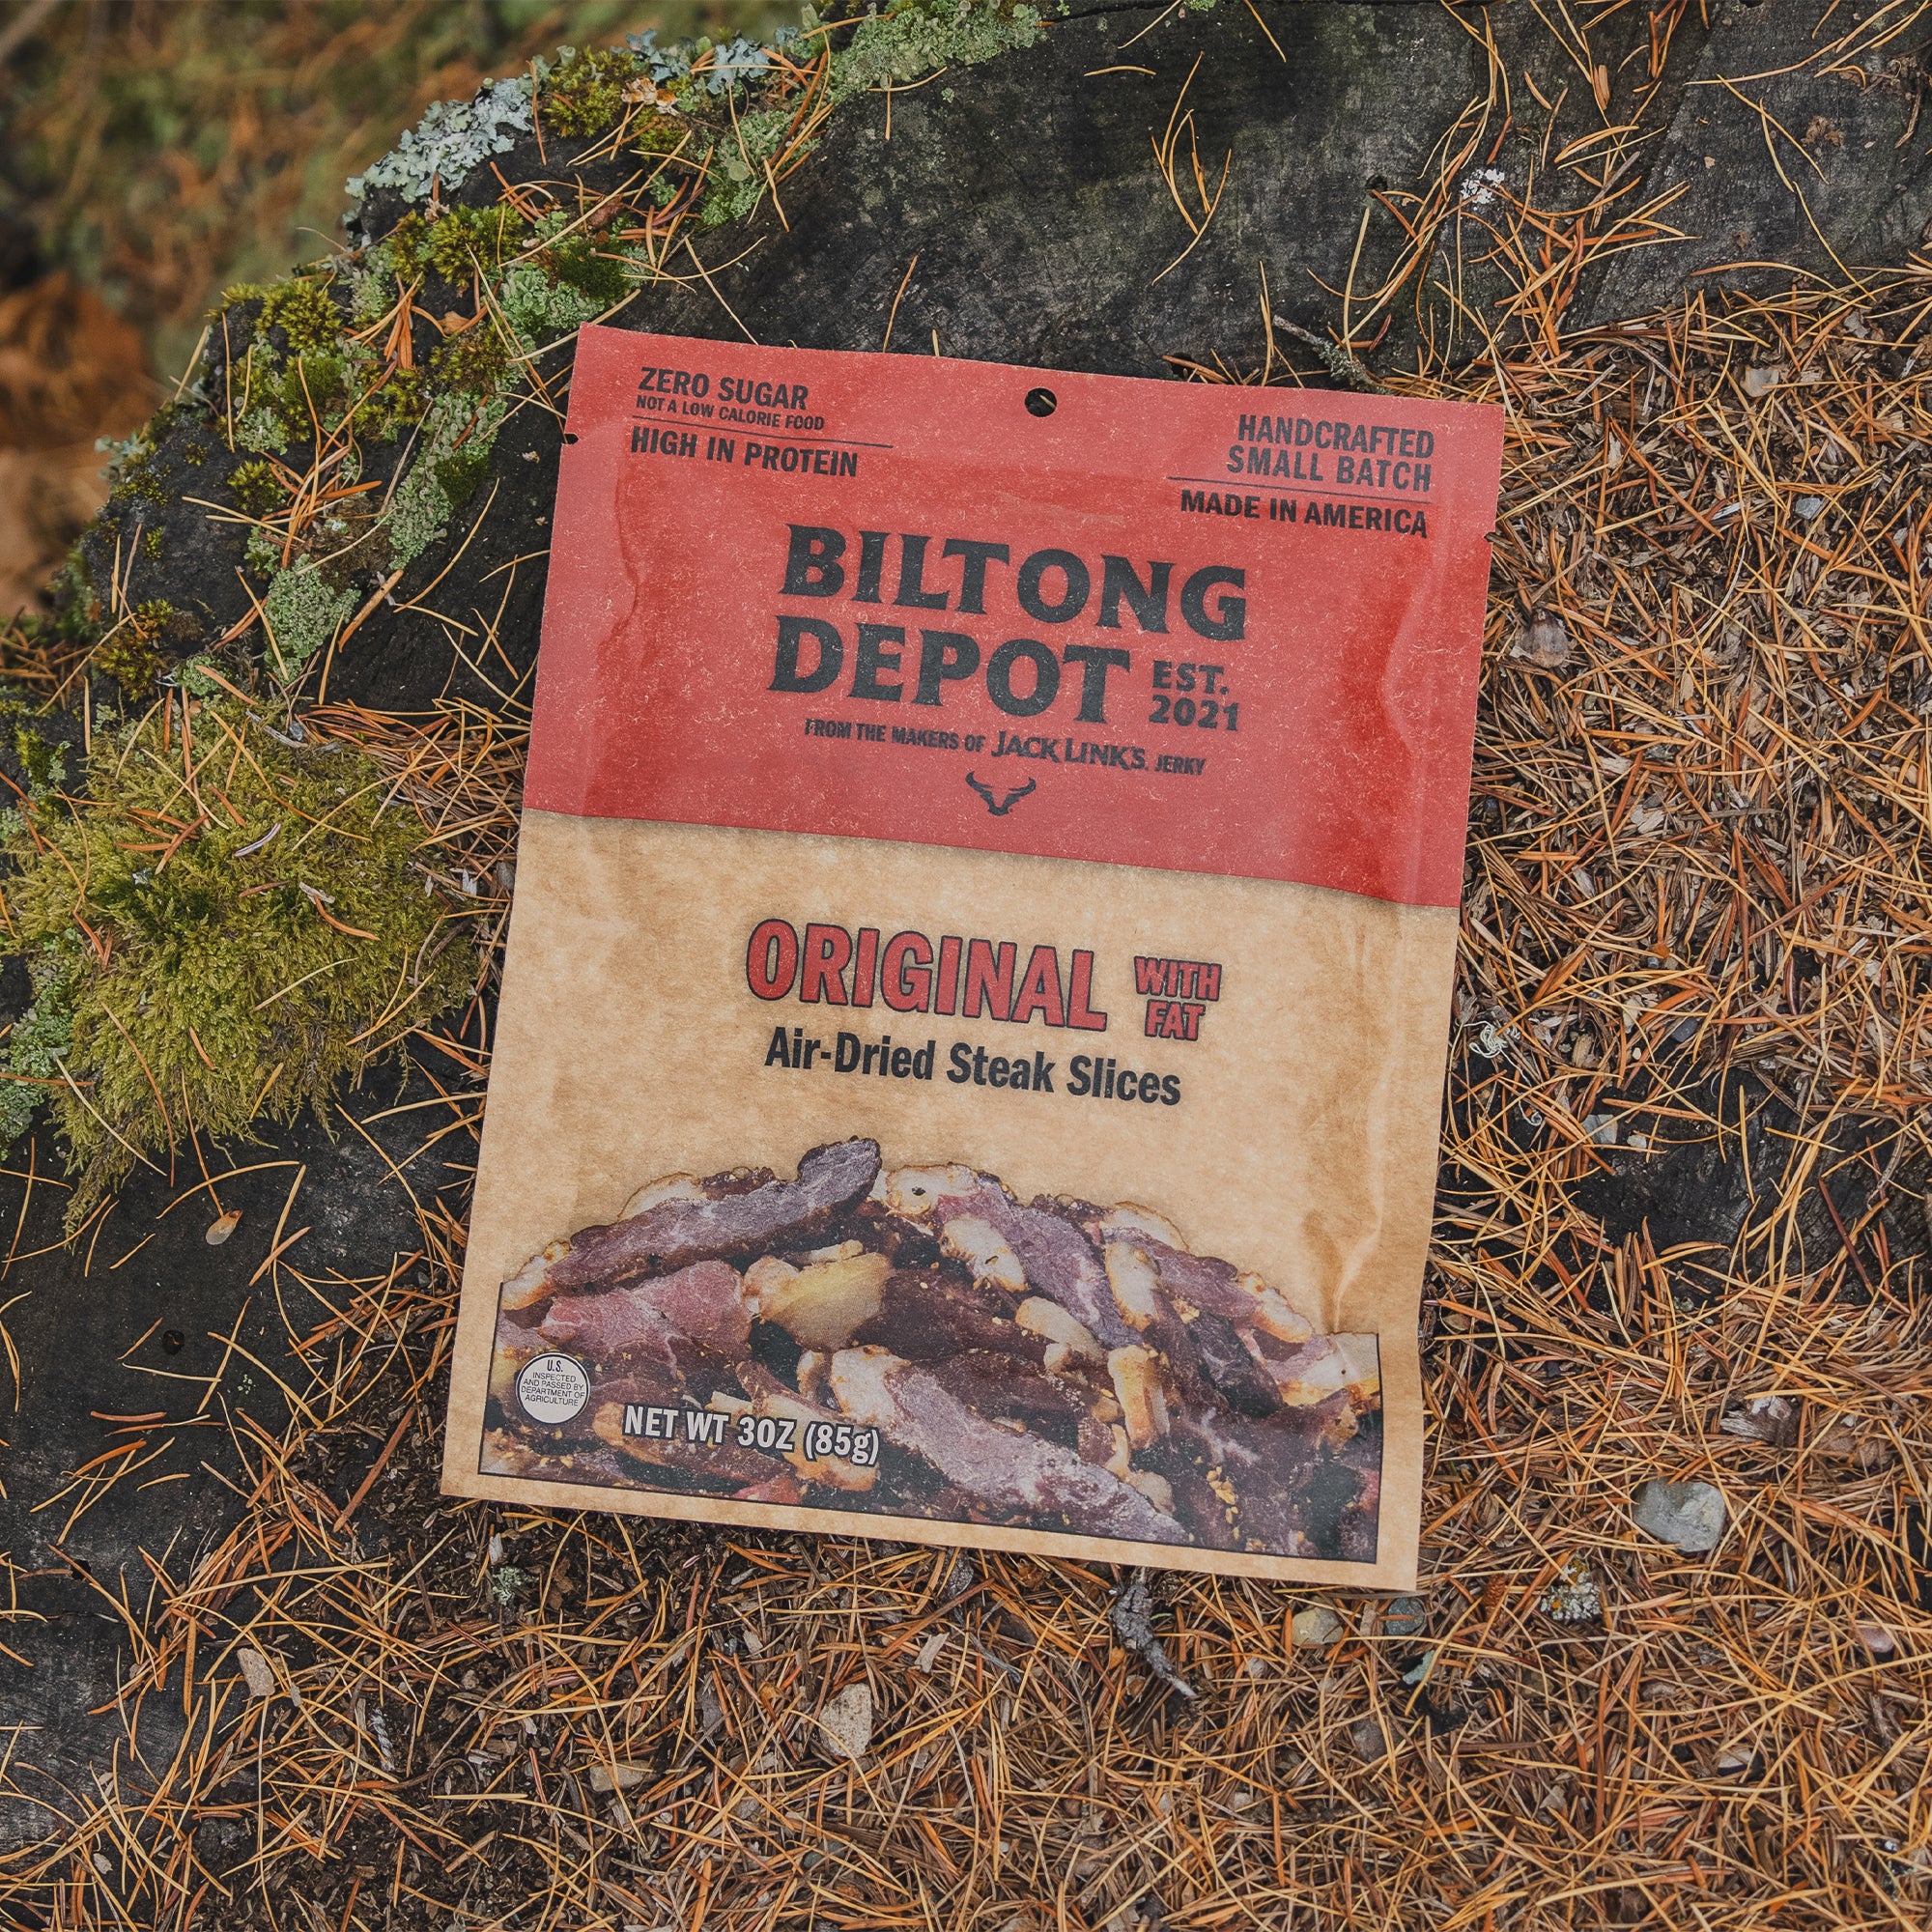 ZERO SUGAR
NOT A LOW CALORIE FOOD
HIGH IN PROTEIN
HANDCRAFTED
SMALL BATCH
MADE IN AMERICA
BILTONG
DEPOT EST.
2021
FROM THE MAKERS OF JACK LINK'S. JERKY
ORIGINAL WITH
FAT
Air-Dried Steak Slices
U.S.
INSPECTED
AND PASSED BY
DEPARTMENT OF
AGRICULTURE
NET WT 3OZ (85g)